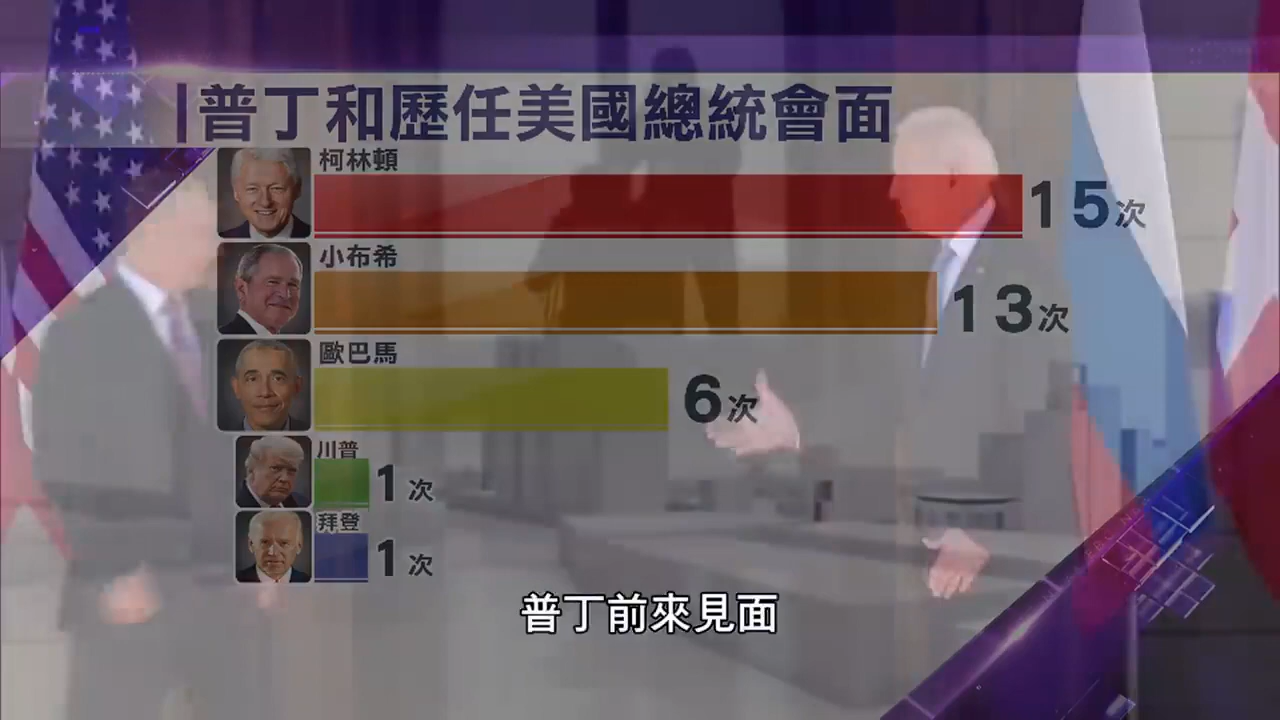 普丁和歷任美國總統會面
柯林頓
15次
小布希
13次
歐巴馬
6次
川普
1次
拜登
1次
普丁前來見面